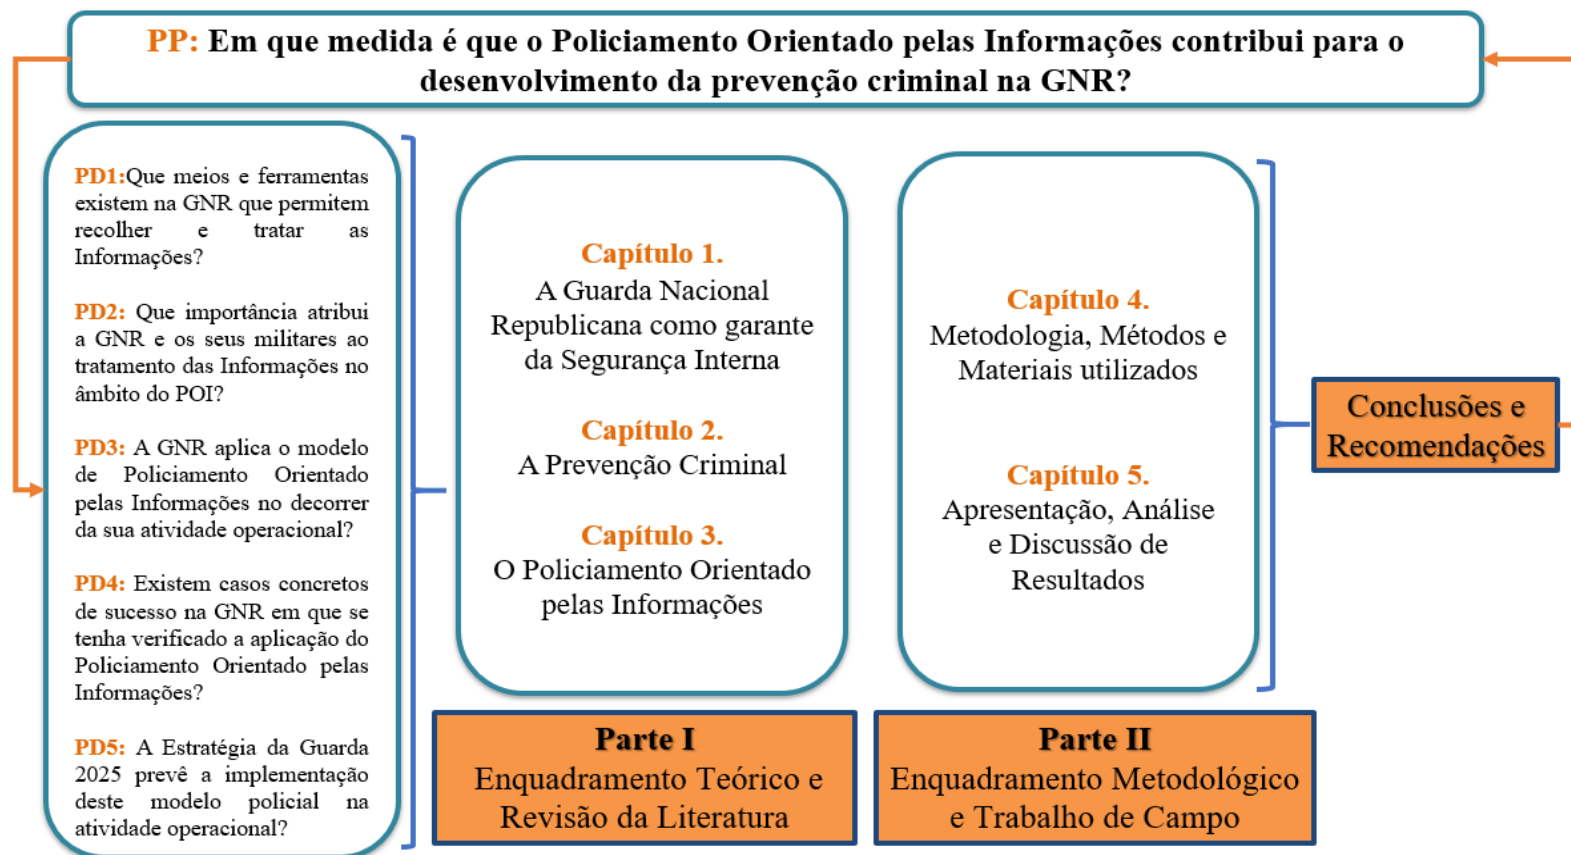 PP: Em que medida é que o Policiamento Orientado pelas Informações contribui para o
desenvolvimento da prevenção criminal na GNR?
PD1:Que meios e ferramentas
existem na GNR que permitem
recolher e tratar as
Informações?
PD2: Que importância atribui
a GNR e os seus militares ao
tratamento das Informações no
âmbito do POI?
PD3: A GNR aplica o modelo
de Policiamento Orientado
pelas Informações no decorrer
da sua atividade operacional?
PD4: Existem casos concretos
de sucesso na GNR em que se
tenha verificado a aplicação do
Policiamento Orientado pelas
Informações?
PD5: A Estratégia da Guarda
2025 prevê a implementação
deste modelo policial na
atividade operacional?
Capítulo 1.
A Guarda Nacional
Republicana como garante
da Segurança Interna
Capítulo 2.
A Prevenção Criminal
Capítulo 3.
O Policiamento Orientado
pelas Informações
Parte I
Enquadramento Teórico e
Revisão da Literatura
Capítulo 4.
Metodologia, Métodos e
Materiais utilizados
Capítulo 5.
Apresentação, Análise
e Discussão de
Resultados
Parte II
Enquadramento Metodológico
e Trabalho de Campo
Conclusões e
Recomendações